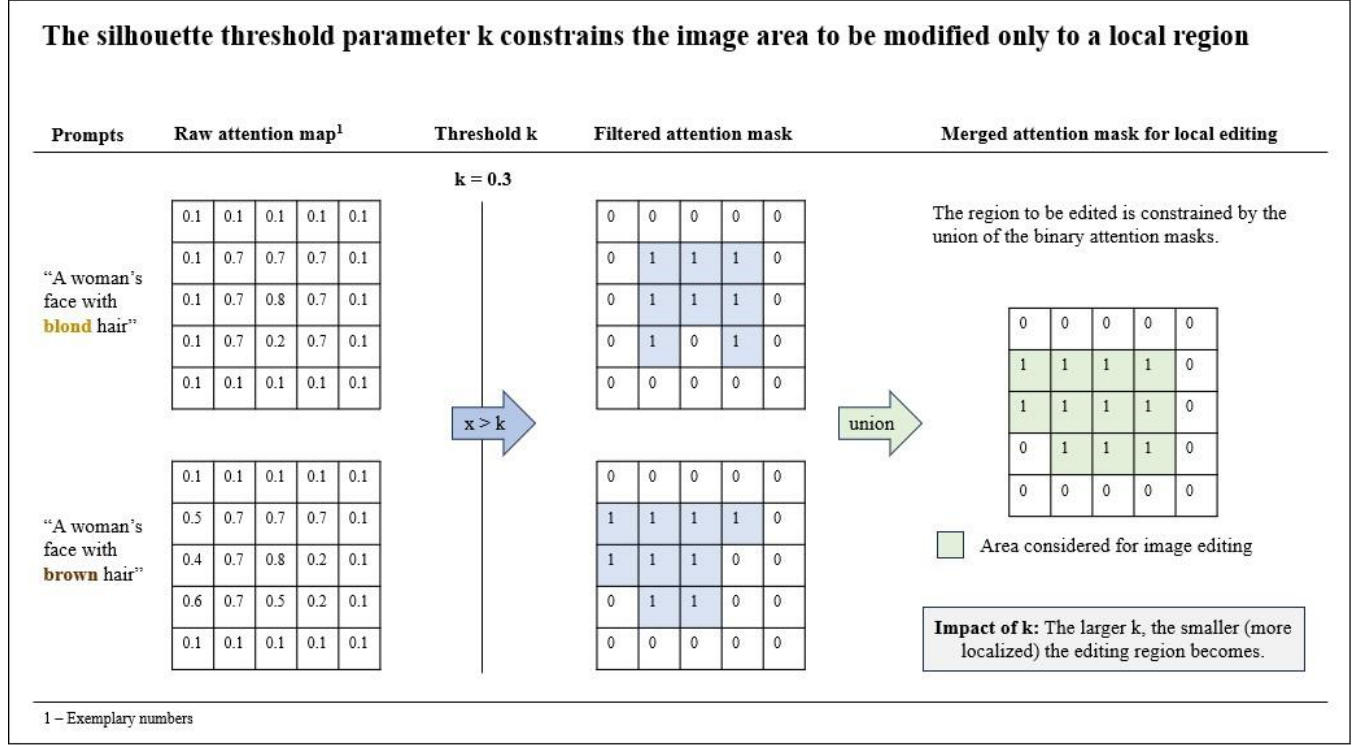 The silhouette threshold parameter k constrains the image area to be modified only to a local region
Prompts
Raw attention map1
Threshold k
Filtered attention mask
Merged attention mask for local editing
k = 0.3
“A woman’s
face with
blond hair”
0.1 0.1 0.1 0.1 0.1
0.1 0.7 0.7 0.7 0.1
0.1 0.7 0.8 0.7 0.1
0.1 0.7 0.2 0.7 0.1
0.1 0.1 0.1 0.1 0.1
0 0 0 0 0
0 1 1 1 0
0 1 1 1 0
0 1 0 1 0
0 0 0 0 0
“A woman’s
face with
brown hair”
0.1 0.1 0.1 0.1 0.1
0.5 0.7 0.7 0.7 0.1
0.4 0.7 0.8 0.2 0.1
0.6 0.7 0.5 0.2 0.1
0.1 0.1 0.1 0.1 0.1
x > k
0 0 0 0 0
1 1 1 1 0
1 1 1 0 0
0 1 1 0 0
0 0 0 0 0
union
The region to be edited is constrained by the
union of the binary attention masks.
0 0 0 0 0
1 1 1 1 0
1 1 1 1 0
0 1 1 1 0
0 0 0 0 0
Area considered for image editing
Impact of k: The larger k, the smaller (more
localized) the editing region becomes.
1 – Exemplary numbers